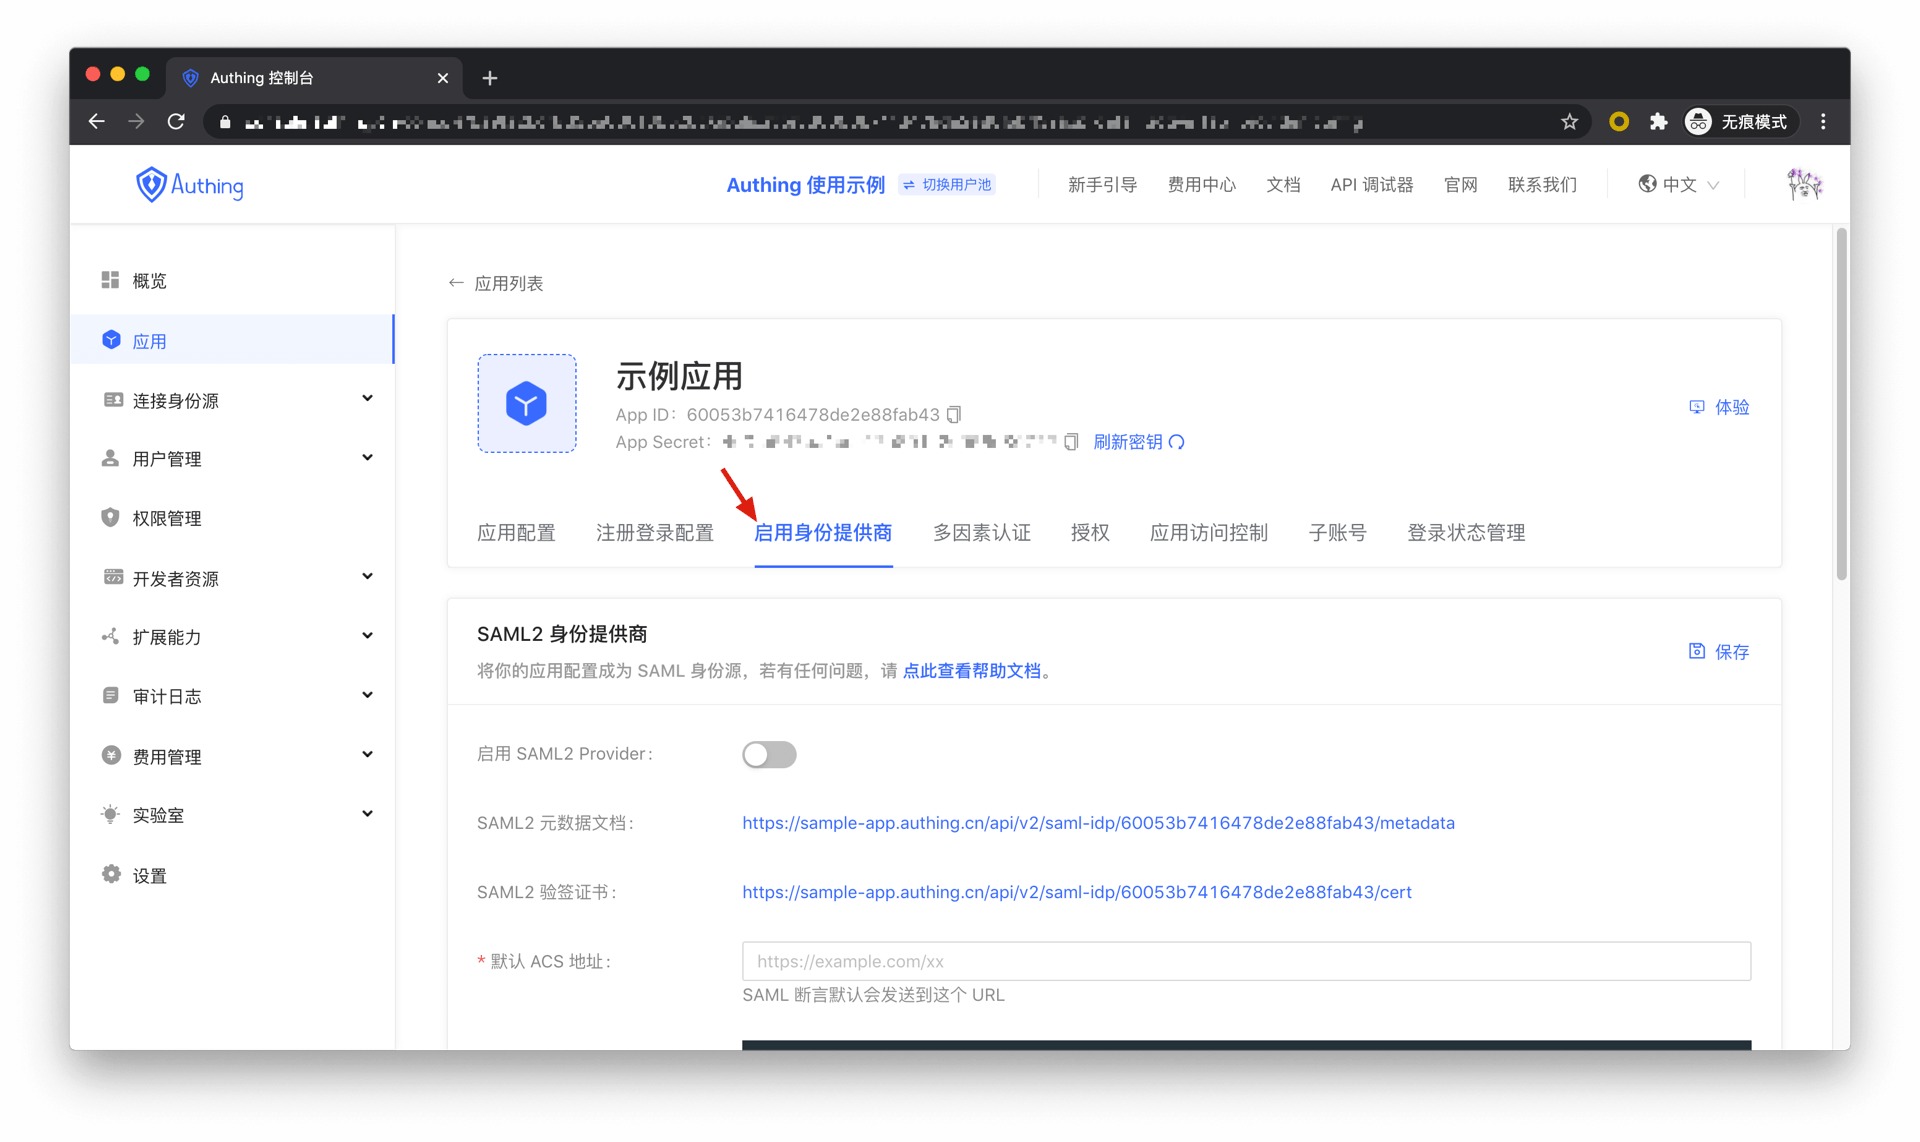 Authing 控制台
无痕模式
Authing
Authing 使用示例
切换用户池
新手引导
费用中心
文档
API 调试器
官网
联系我们
中文
概览
应用
连接身份源
用户管理
权限管理
开发者资源
扩展能力
审计日志
费用管理
实验室
设置
← 应用列表
示例应用
App ID: 60053b7416478de2e88fab43
App Secret:
刷新密钥
体验
应用配置
注册登录配置
启用身份提供商
多因素认证
授权
应用访问控制
子账号
登录状态管理
SAML2 身份提供商
将你的应用配置成为 SAML 身份源，若有任何问题，请 点此查看帮助文档。
保存
启用 SAML2 Provider:
SAML2 元数据文档: https://sample-app.authing.cn/api/v2/saml-idp/60053b7416478de2e88fab43/metadata
SAML2 验签证书: https://sample-app.authing.cn/api/v2/saml-idp/60053b7416478de2e88fab43/cert
* 默认 ACS 地址: https://example.com/xx
SAML 断言默认会发送到这个 URL